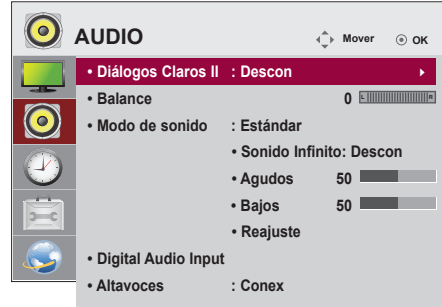 AUDIO
Mover
OK
• Diálogos Claros II : Descon
• Balance 0
L R
• Modo de sonido : Estándar
• Sonido Infinito: Descon
• Agudos 50
• Bajos 50
• Reajuste
• Digital Audio Input
• Altavoces : Conex